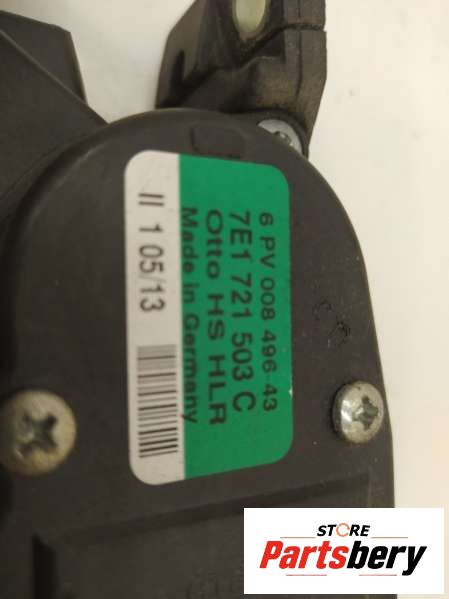 6 PV 008 496-43
7E1 721 503 C
Otto HS HLR
Made in Germany
II 1 05/13
STORE
Partsbery